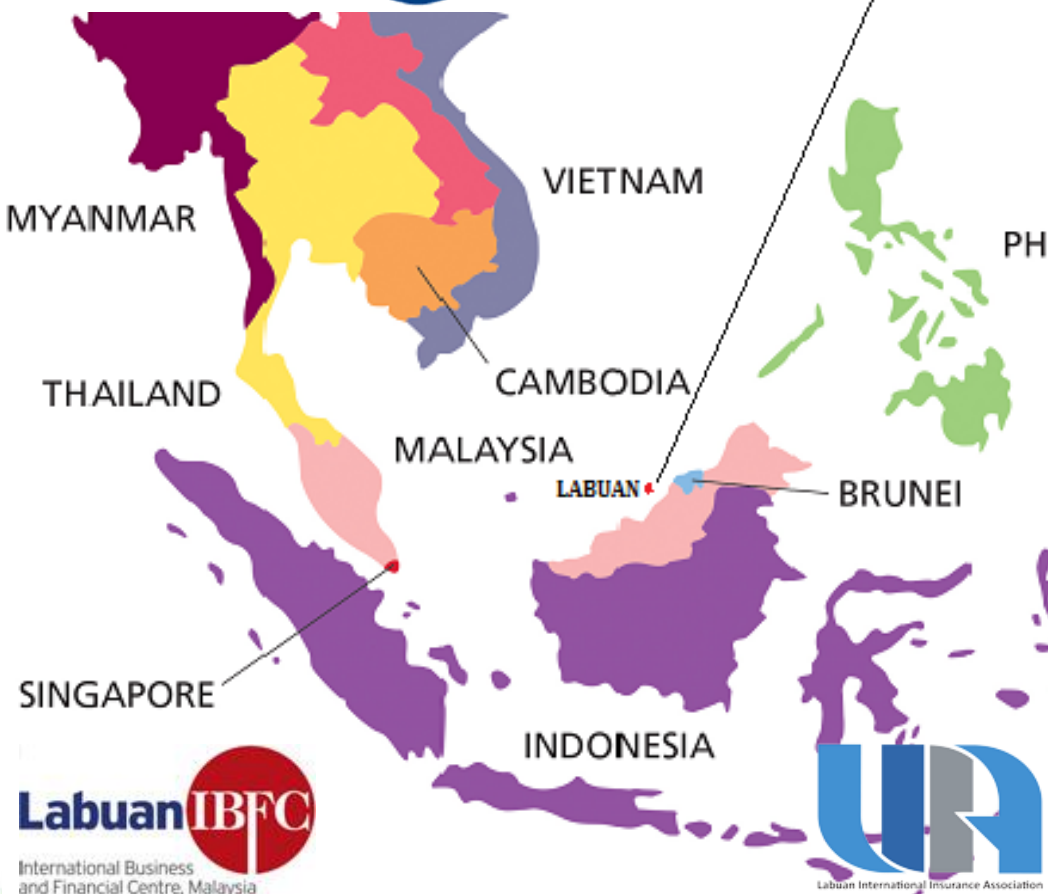 VIETNAM
MYANMAR
PH
CAMBODIA
THAILAND
MALAYSIA
LABUAN
BRUNEI
SINGAPORE
INDONESIA
Labuan IBFC
International Business
and Financial Centre, Malaysia
LIIA
Labuan International Insurance Association